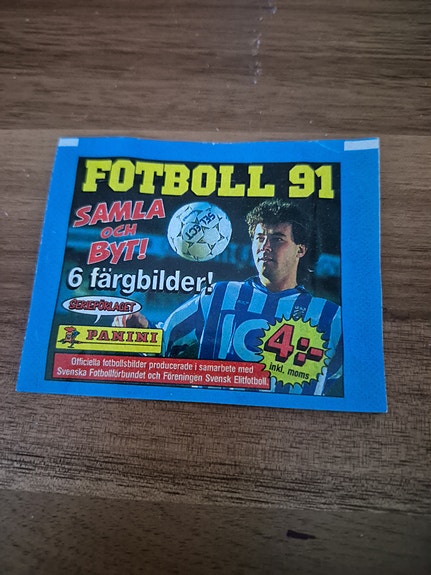 FOTBOLL 91
SAMLA
OCH
BYT!
SELECT
6 färgbilder!
SERIEFÖRLAGET
PANINI
4:-
inkl. moms
Officiella fotbollsbilder producerade i samarbete med
Svenska Fotbollförbundet och Föreningen Svensk Elitfotboll.